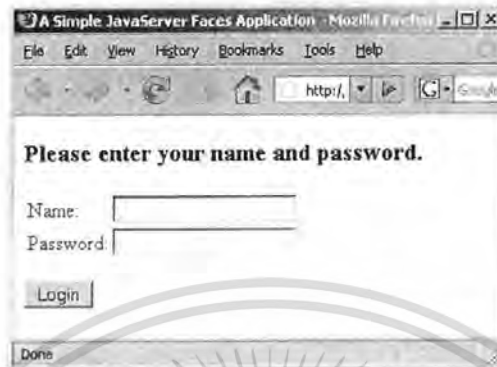 A Simple JavaServer Faces Application - Mozilla Firefox
File Edit View History Bookmarks Tools Help
http:/, G Google
Please enter your name and password.
Name:
Password:
Login
Done